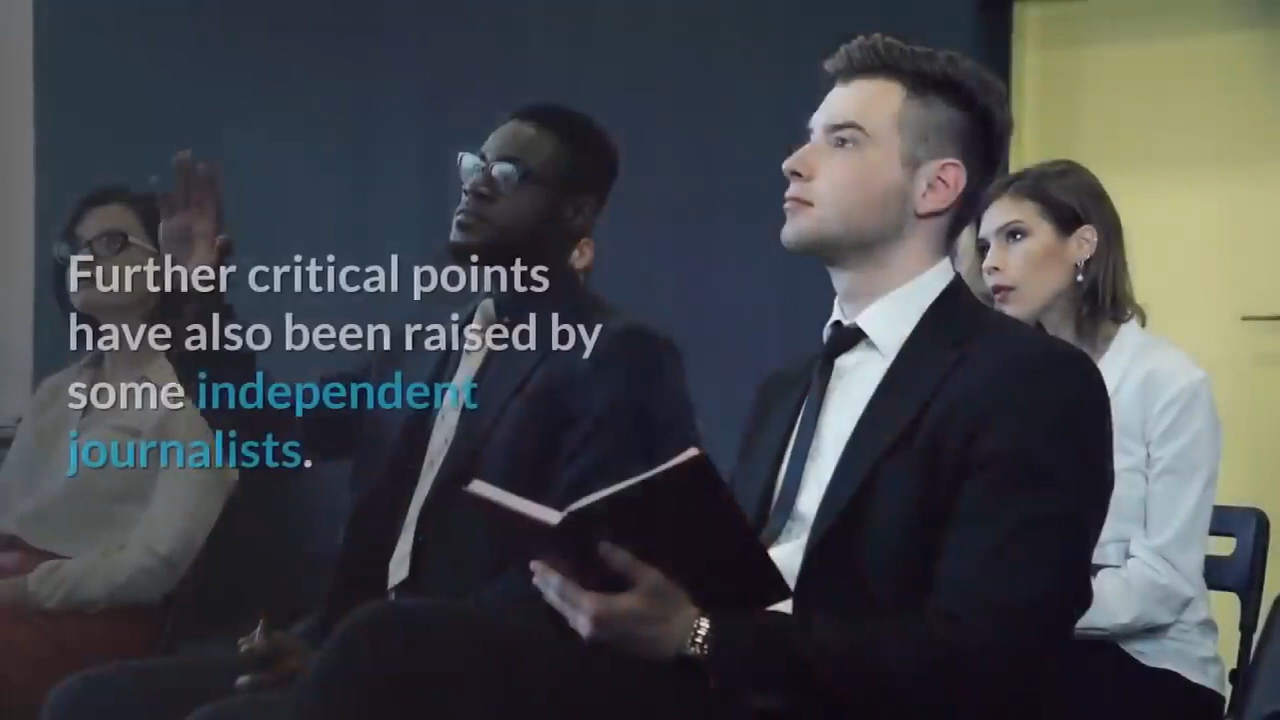 Further critical points
have also been raised by
some independent
journalists.